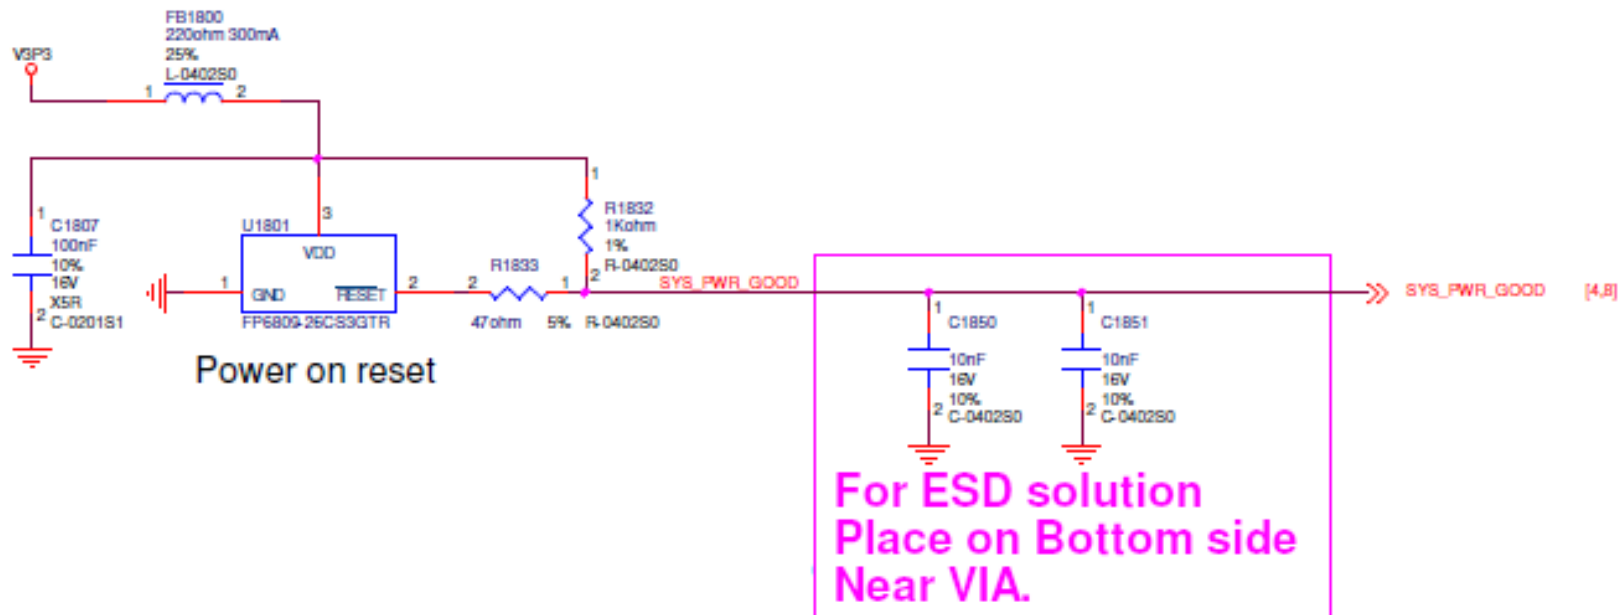 FB1800
220ohm 300mA
25%
L-0402S0
V3P3
1
2
1
C1807
100nF
10%
16V
X5R
2
C-0201S1
U1801
3
VDD
1
GND
RESET
2
FP6809-26CS3GTR
2
R1833
1
47ohm
5%
R-0402S0
1
R1832
1Kohm
1%
R-0402S0
2
SYS_PWR_GOOD
SYS_PWR_GOOD
[4,8]
1
C1850
10nF
16V
10%
2
C-0402S0
1
C1851
10nF
16V
10%
2
C-0402S0
Power on reset
For ESD solution
Place on Bottom side
Near VIA.